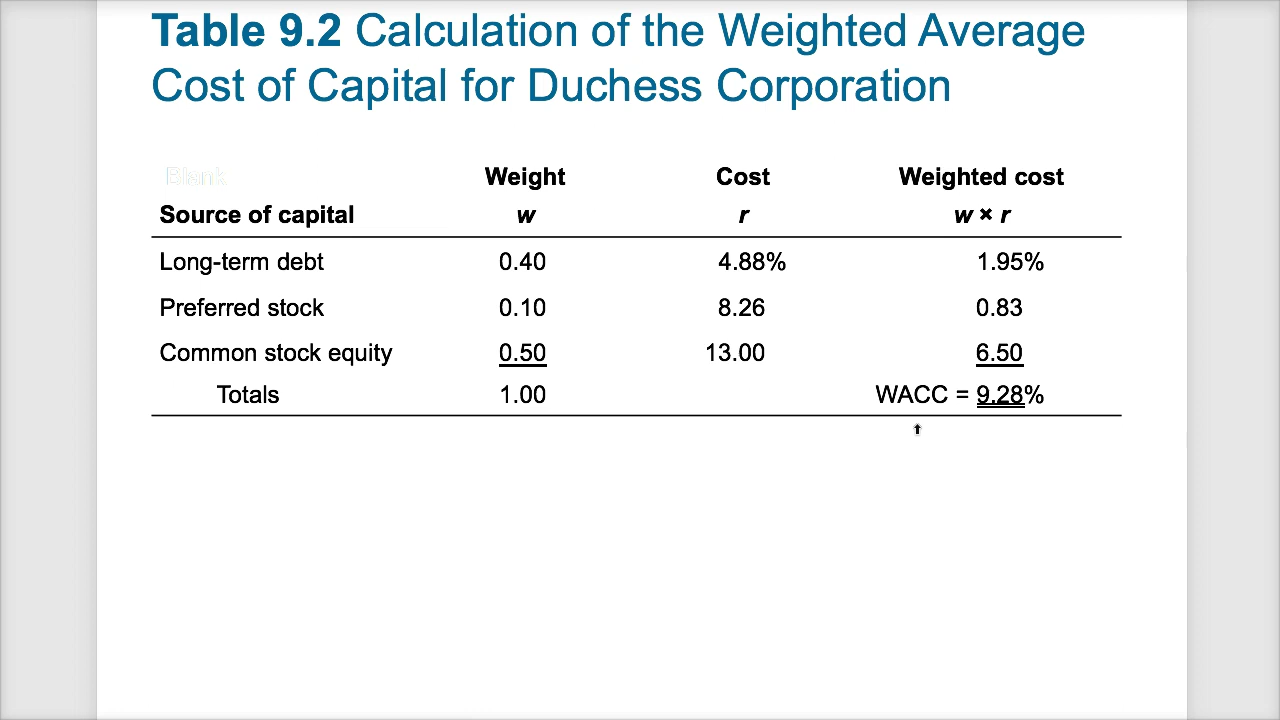 Table 9.2 Calculation of the Weighted Average
Cost of Capital for Duchess Corporation
Blank Weight Cost Weighted cost
Source of capital w r w × r
Long-term debt 0.40 4.88% 1.95%
Preferred stock 0.10 8.26 0.83
Common stock equity 0.50 13.00 6.50
Totals 1.00 WACC = 9.28%